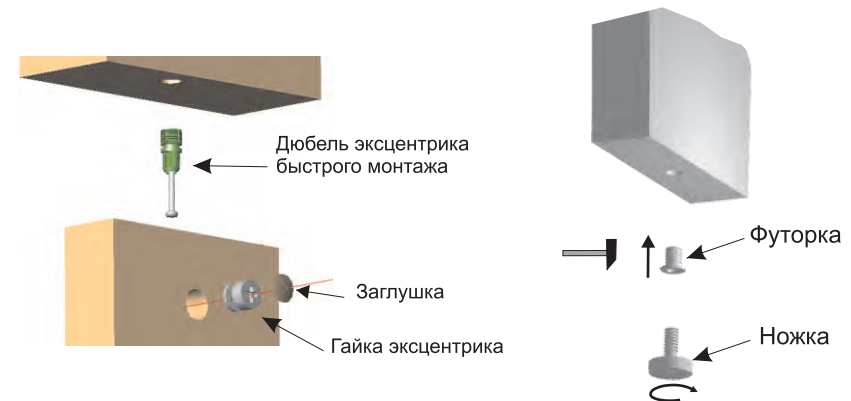 Дюбель эксцентрика
быстрого монтажа
Заглушка
Гайка эксцентрика
Футорка
Ножка